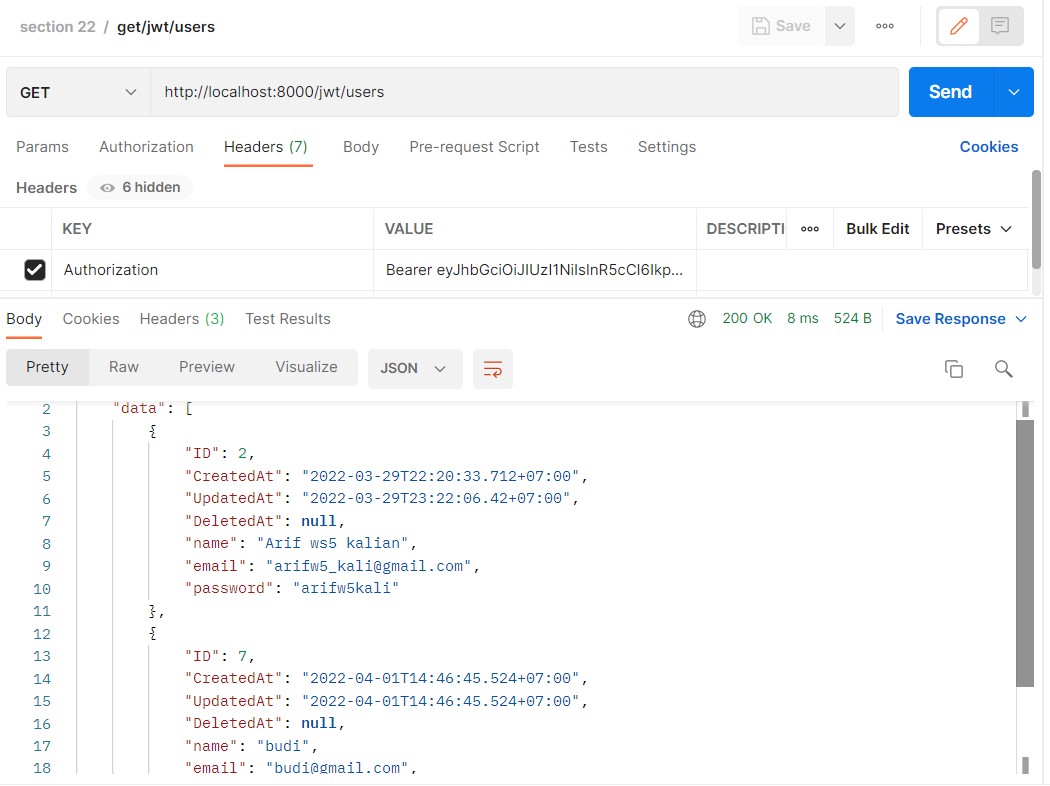 section 22 / get/jwt/users
Save
GET http://localhost:8000/jwt/users Send
Params Authorization Headers (7) Body Pre-request Script Tests Settings Cookies
Headers 6 hidden
KEY VALUE DESCRIPTI Bulk Edit Presets
Authorization Bearer eyJhbGciOiJIUzI1NiIsInR5cCI6Ikp...
Body Cookies Headers (3) Test Results 200 OK 8 ms 524 B Save Response
Pretty Raw Preview Visualize JSON
2 "data": [
3 {
4 "ID": 2,
5 "CreatedAt": "2022-03-29T22:20:33.712+07:00",
6 "UpdatedAt": "2022-03-29T23:22:06.42+07:00",
7 "DeletedAt": null,
8 "name": "Arif ws5 kalian",
9 "email": "arifw5_kali@gmail.com",
10 "password": "arifw5kali"
11 },
12 {
13 "ID": 7,
14 "CreatedAt": "2022-04-01T14:46:45.524+07:00",
15 "UpdatedAt": "2022-04-01T14:46:45.524+07:00",
16 "DeletedAt": null,
17 "name": "budi",
18 "email": "budi@gmail.com",